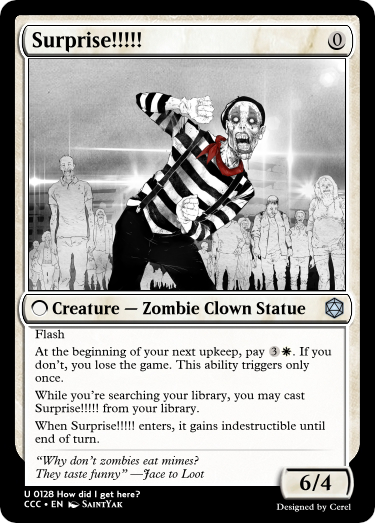 Surprise!!!!! 0
Creature — Zombie Clown Statue
Flash
At the beginning of your next upkeep, pay 3. If you
don't, you lose the game. This ability triggers only
once.
While you're searching your library, you may cast
Surprise!!!!! from your library.
When Surprise!!!!! enters, it gains indestructible until
end of turn.
"Why don't zombies eat mimes?
They taste funny" —Jace to Loot
6/4
U 0128 How did I get here?
CCC • EN SaintYak
Designed by Cerel